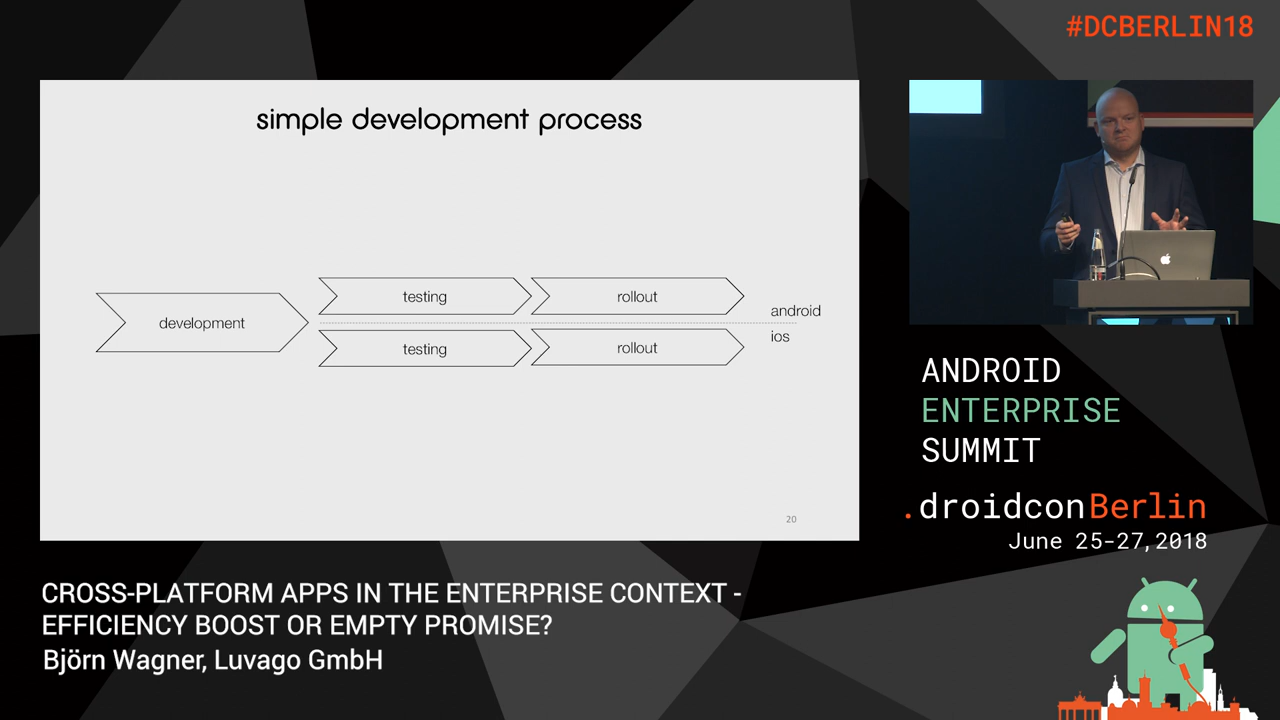 #DCBERLIN18
simple development process
development
testing
rollout
android
testing
rollout
ios
20
ANDROID
ENTERPRISE
SUMMIT
.droidconBerlin
June 25-27, 2018
CROSS-PLATFORM APPS IN THE ENTERPRISE CONTEXT -
EFFICIENCY BOOST OR EMPTY PROMISE?
Björn Wagner, Luvago GmbH